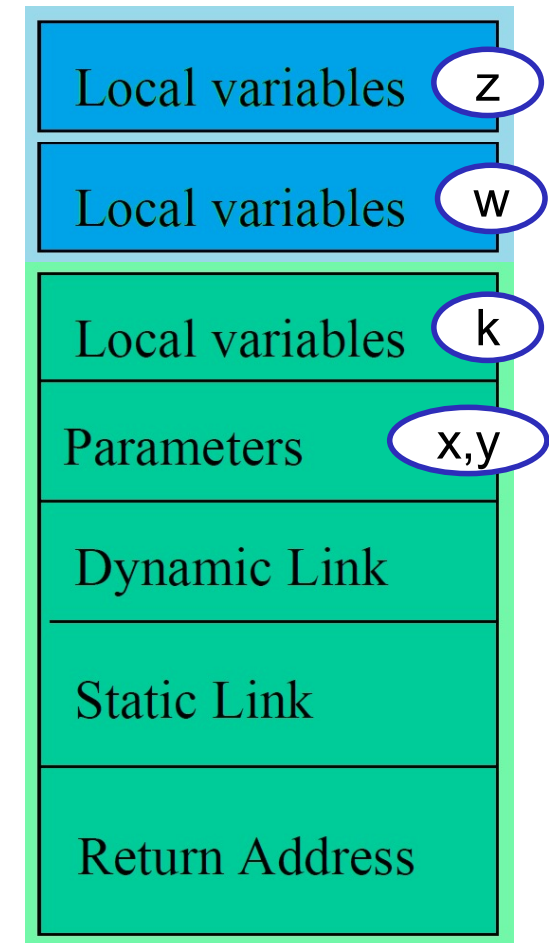 Local variables z
Local variables w
Local variables k
Parameters x,y
Dynamic Link
Static Link
Return Address